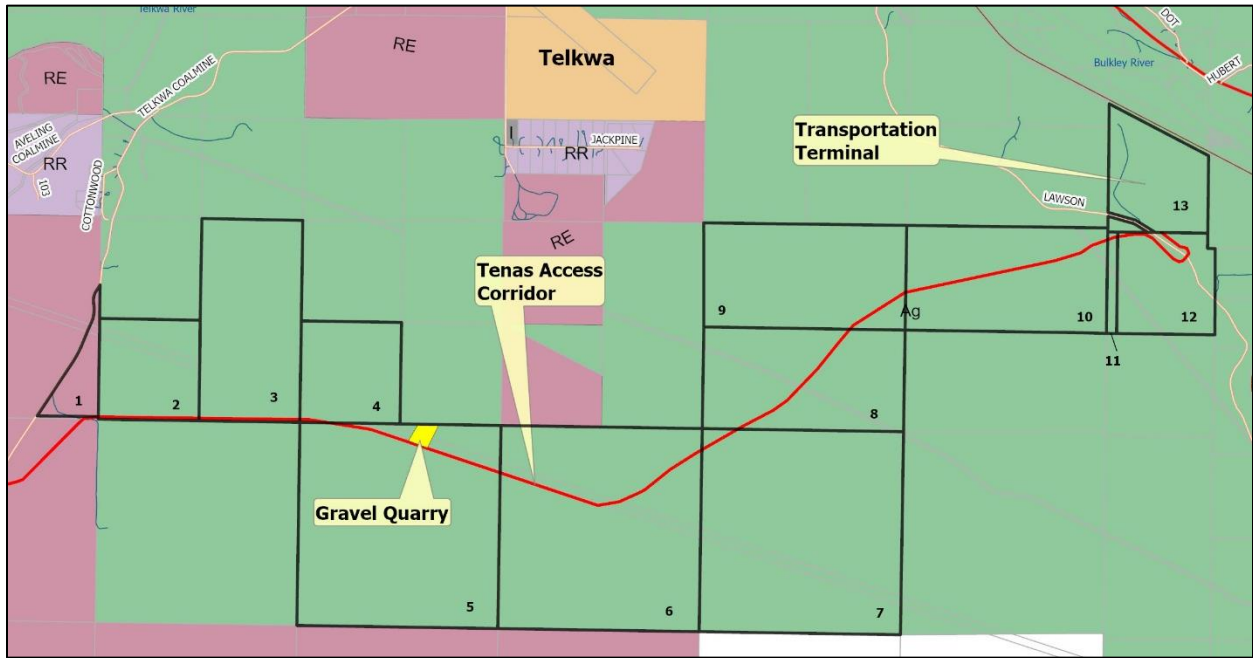 Telkwa River
RE
Telkwa
DOT
Bulkley River
HUBERT
RE
TELKWA COALMINE
AVELING
COALMINE
I
JACKPINE
RR
Transportation
Terminal
RR
103
COTTONWOOD
LAWSON
13
RE
Tenas Access
Corridor
9
Ag
10
12
11
1
2
3
4
8
Gravel Quarry
5
6
7